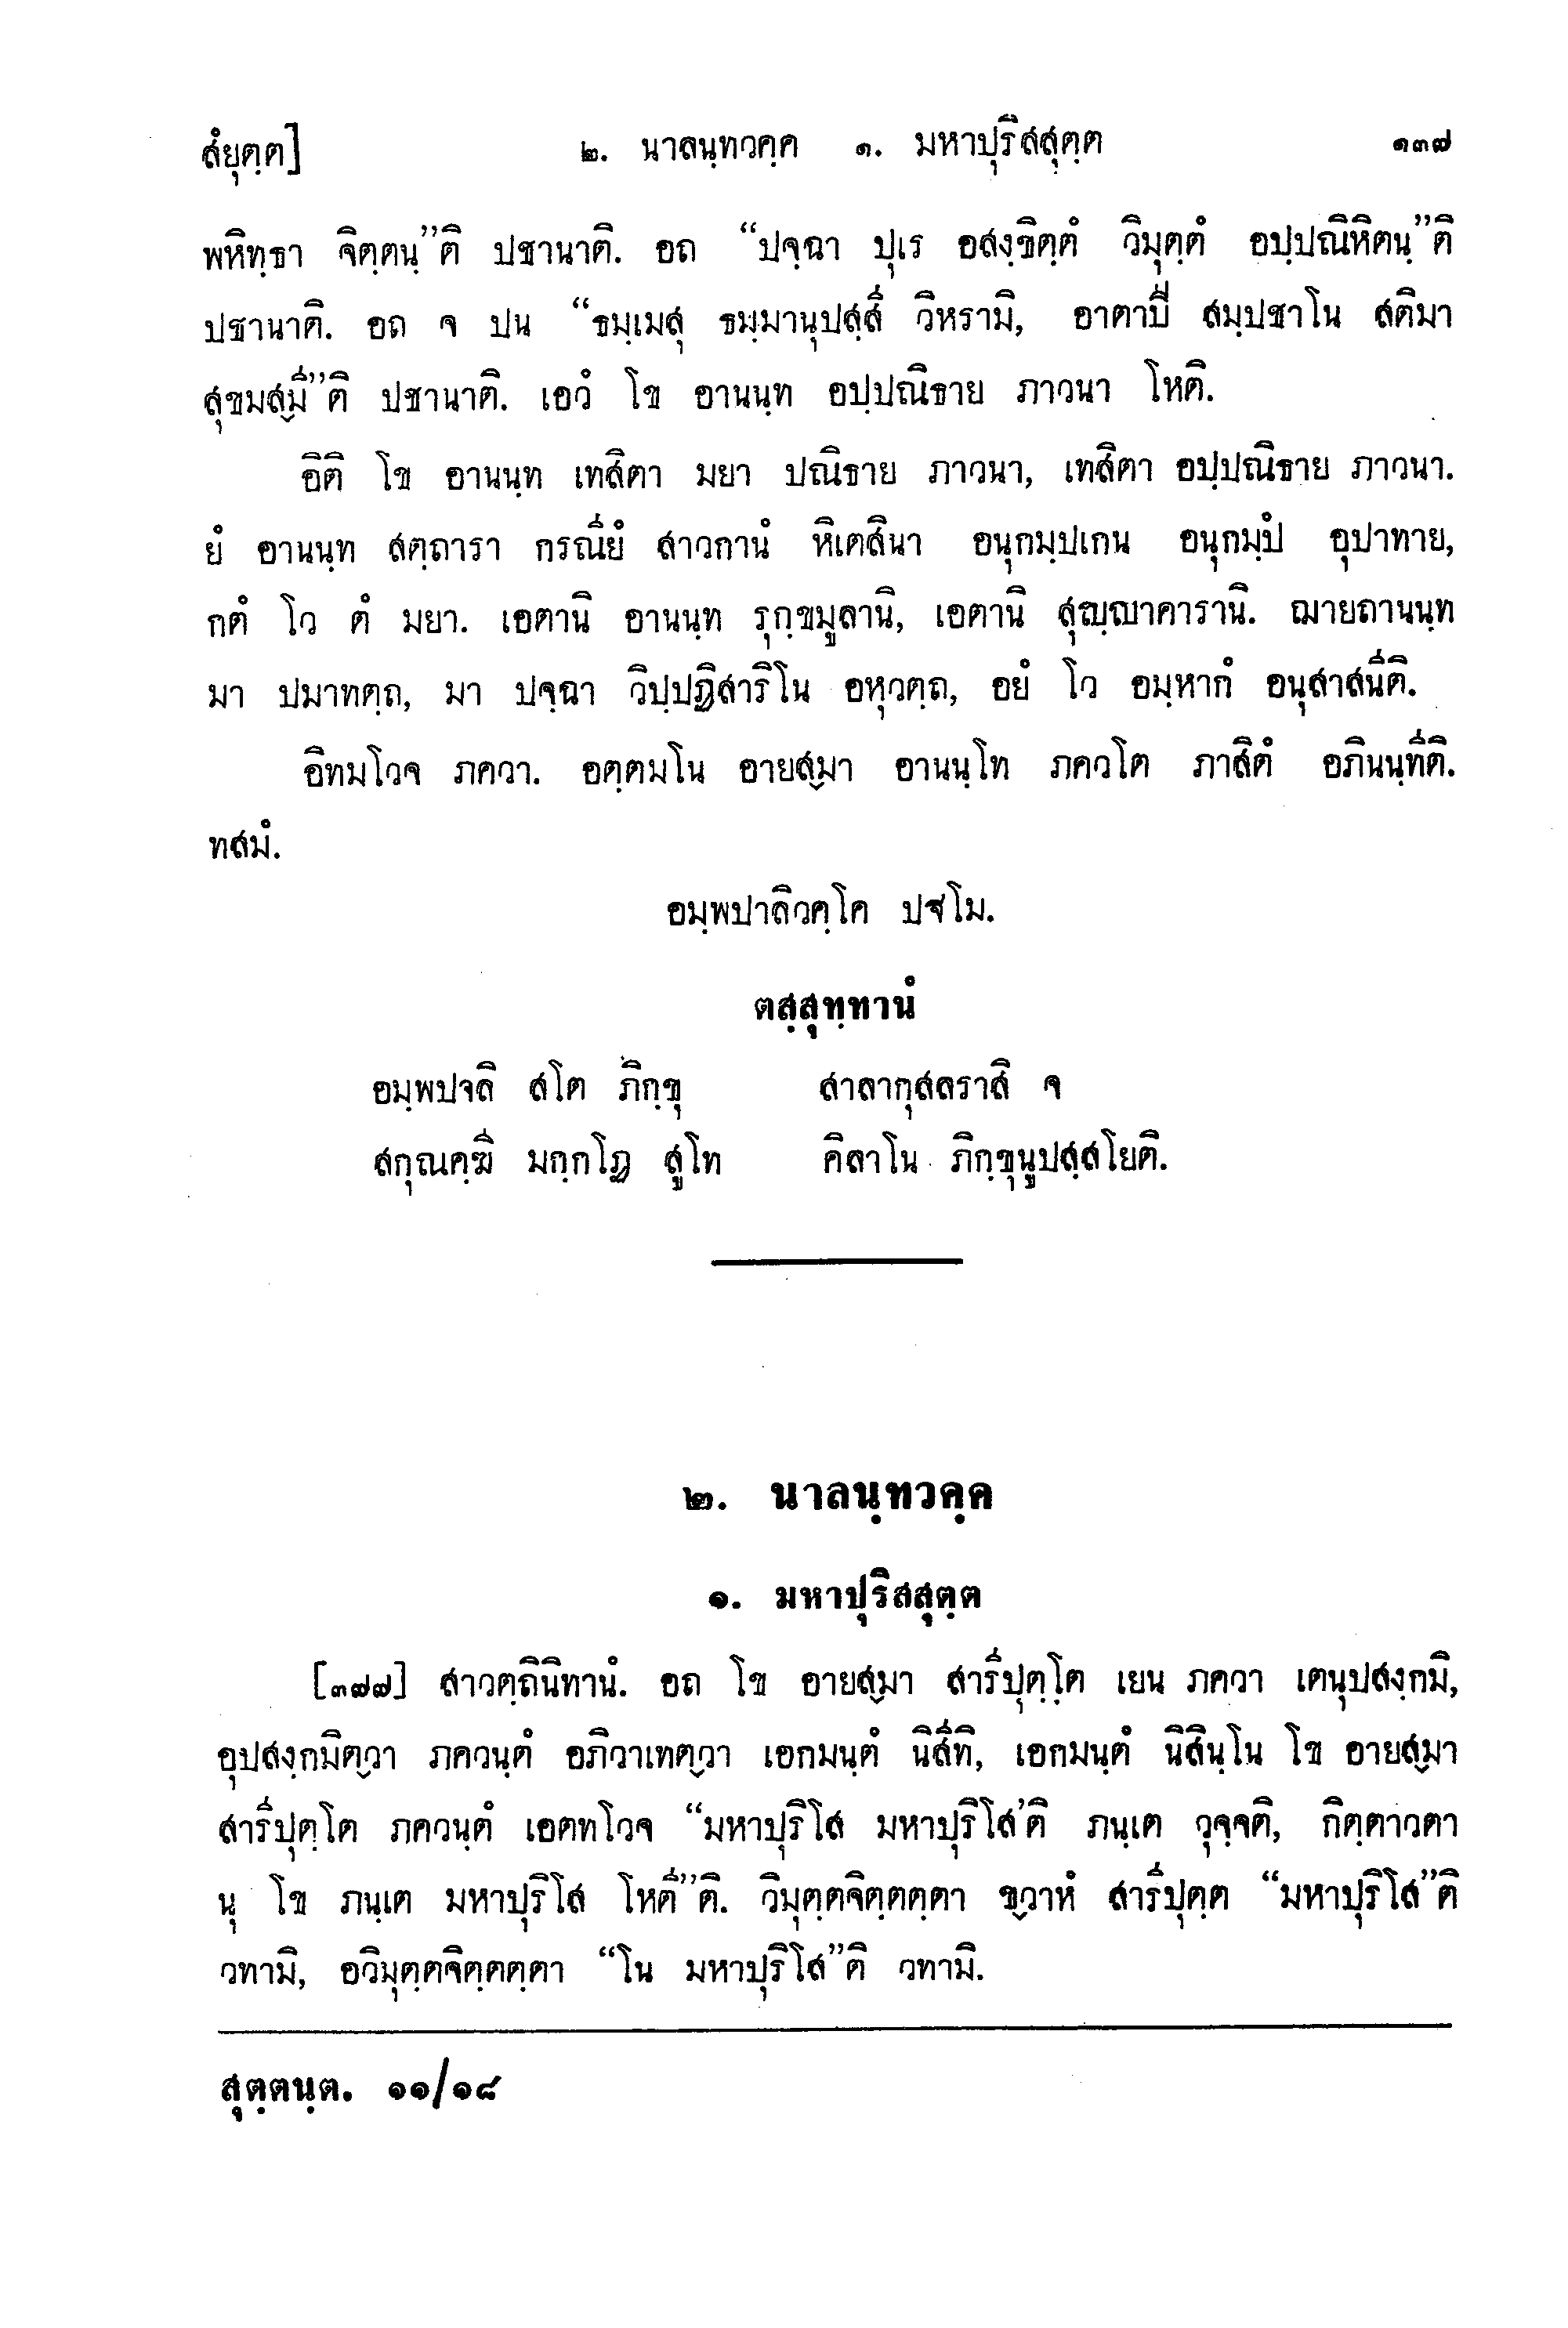 สํยุตฺต]  ๒. นาลนฺทวคฺค  ๑. มหาปุริสสุตฺต  ๑๓๗
พหิทฺธา จิตฺตนฺ”ติ ปชานาติ. อถ “ปจฺฉา ปุเร อสงฺขิตฺตํ วิมุตฺตํ อปฺปณิหิตนฺ”ติ
ปชานาติ. อถ จ ปน “ธมฺเมสุ ธมฺมานุปสฺสี วิหรามิ, อาตาปี สมฺปชาโน สติมา
สุขมสฺมี”ติ ปชานาติ. เอวํ โข อานนฺท อปฺปณิธาย ภาวนา โหติ.
อิติ โข อานนฺท เทสิตา มยา ปณิธาย ภาวนา, เทสิตา อปฺปณิธาย ภาวนา.
ยํ อานนฺท สตฺถารา กรณียํ สาวกานํ หิเตสินา อนุกมฺปเกน อนุกมฺปํ อุปาทาย,
กตํ โว ตํ มยา. เอตานิ อานนฺท รุกฺขมูลานิ, เอตานิ สุญฺญาคารานิ. ฌายถานนฺท
มา ปมาทตฺถ, มา ปจฺฉา วิปฺปฏิสาริโน อหุวตฺถ, อยํ โว อมฺหากํ อนุสาสนีติ.
อิทมโวจ ภควา. อตฺตมโน อายสฺมา อานนฺโท ภควโต ภาสิตํ อภินนฺทีติ.
ทสมํ.
อมฺพปาลิวคฺโค ปฐโม.
ตสฺสุทฺทานํ
อมฺพปาลิ สโต ภิกฺขุ  สาลากุสลราสิ จ
สกุณคฺฆิ มกฺกโฏ สูโท  คิลาโน ภิกฺขุนูปสฺสโยติ.
๒. นาลนฺทวคฺค
๑. มหาปุริสสุตฺต
[๓๗๗] สาวตฺถินิทานํ. อถ โข อายสฺมา สารีปุตฺโต เยน ภควา เตนุปสงฺกมิ,
อุปสงฺกมิตฺวา ภควนฺตํ อภิวาเทตฺวา เอกมนฺตํ นิสีทิ, เอกมนฺตํ นิสินฺโน โข อายสฺมา
สารีปุตฺโต ภควนฺตํ เอตทโวจ “มหาปุริโส มหาปุริโส’ติ ภนฺเต วุจฺจติ, กิตฺตาวตา
นุ โข ภนฺเต มหาปุริโส โหตี”ติ. วิมุตฺตจิตฺตตฺตา ขฺวาหํ สารีปุตฺต “มหาปุริโส”ติ
วทามิ, อวิมุตฺตจิตฺตตฺตา “โน มหาปุริโส”ติ วทามิ.
สุตฺตนฺต. ๑๑/๑๘